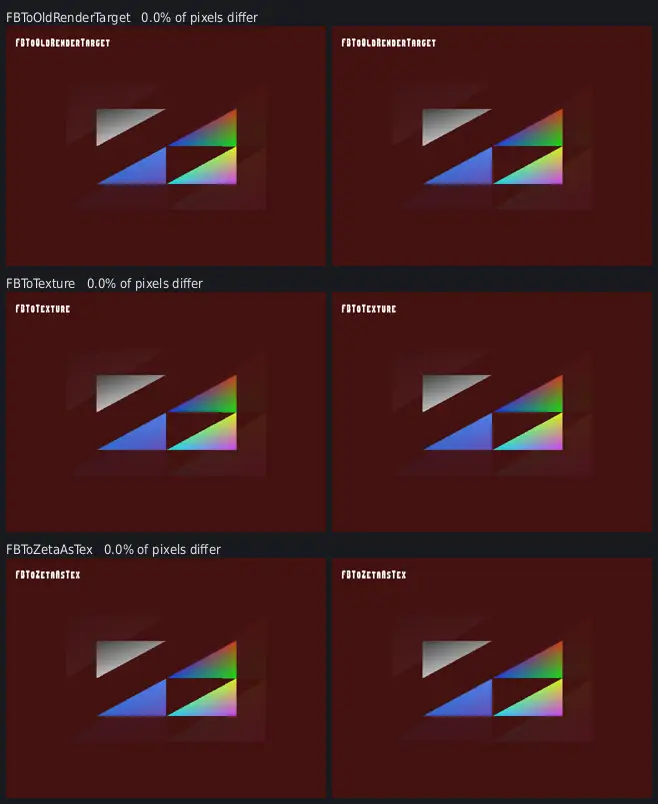 FBToOldRenderTarget 0.0% of pixels differ
FBToOldRenderTarget FBToOldRenderTarget
FBToTexture 0.0% of pixels differ
FBToTexture FBToTexture
FBToZetaAsTex 0.0% of pixels differ
FBToZetaAsTex FBToZetaAsTex